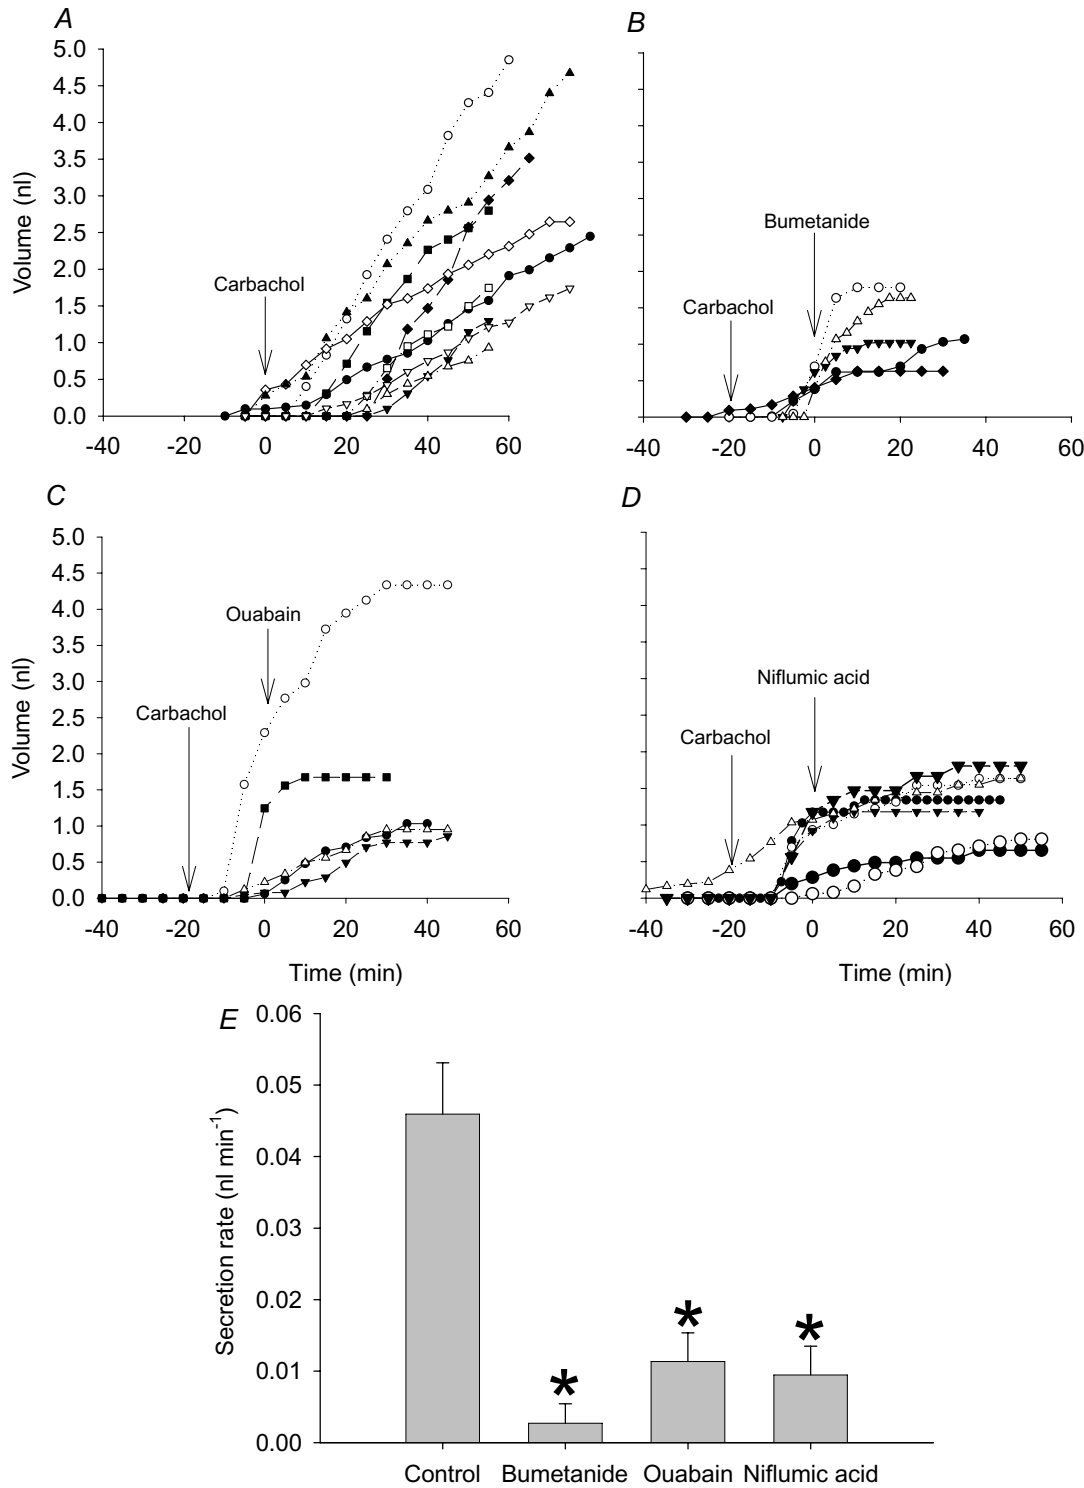 A
B
5.0
4.5
4.0
3.5
3.0
2.5
2.0
1.5
1.0
0.5
0.0
Volume (nl)
Carbachol
-40 -20 0 20 40 60
Bumetanide
Carbachol
-40 -20 0 20 40 60
C
D
5.0
4.5
4.0
3.5
3.0
2.5
2.0
1.5
1.0
0.5
0.0
Volume (nl)
Ouabain
Carbachol
-40 -20 0 20 40 60
Time (min)
Niflumic acid
Carbachol
-40 -20 0 20 40 60
Time (min)
E
0.06
0.05
0.04
0.03
0.02
0.01
0.00
Secretion rate (nl min-1)
* * *
Control Bumetanide Ouabain Niflumic acid